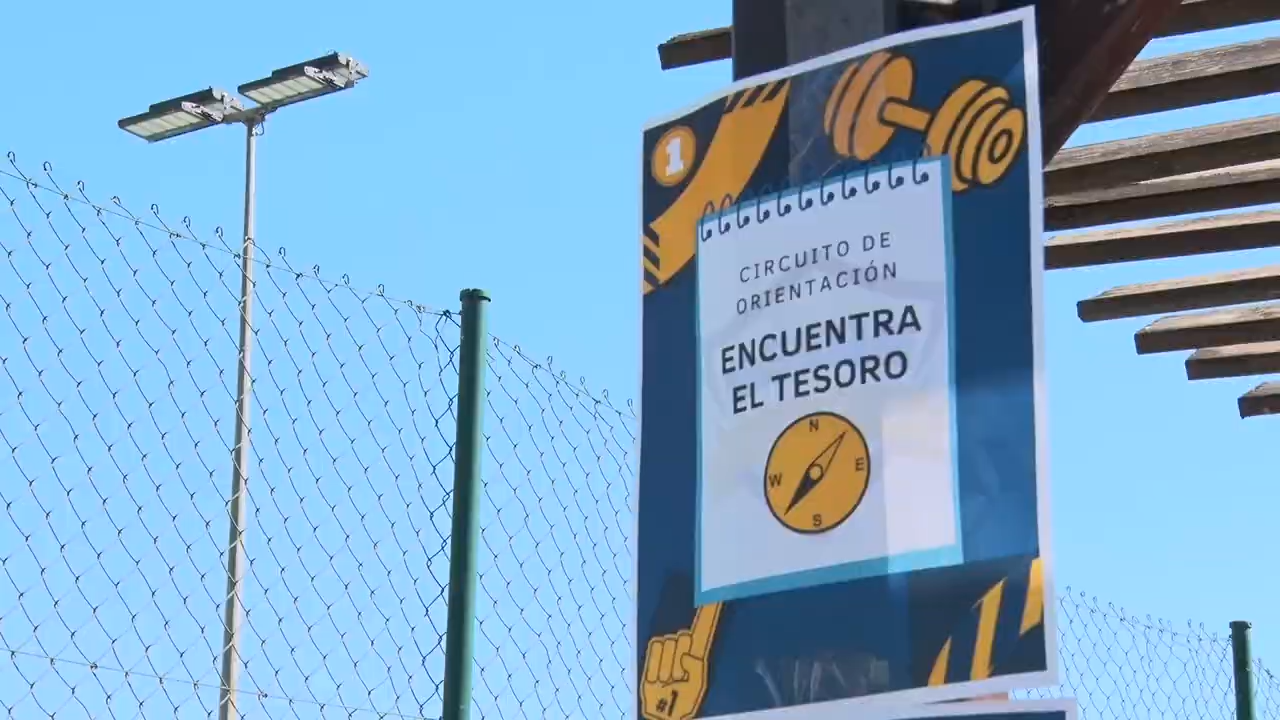 1
CIRCUITO DE
ORIENTACIÓN
ENCUENTRA
EL TESORO
N
W E
S
#1